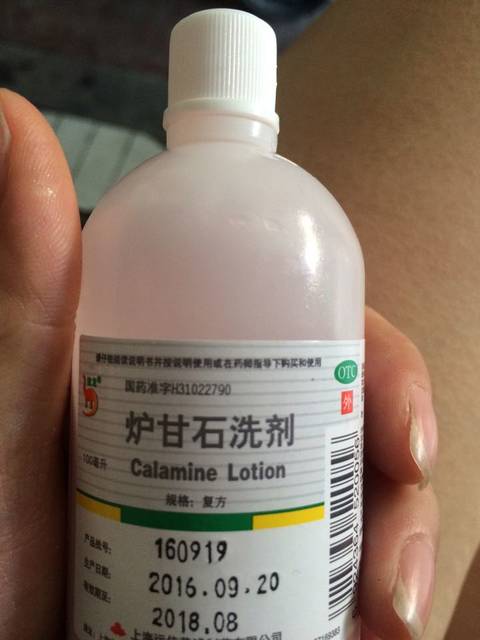 请仔细阅读说明书并按说明使用或在药师指导下购买和使用
OTC
国药准字H31022790
外
炉甘石洗剂
100毫升
Calamine Lotion
规格：复方
产品批号：
160919
生产日期：
2016.09.20
有效期至：
2018.08